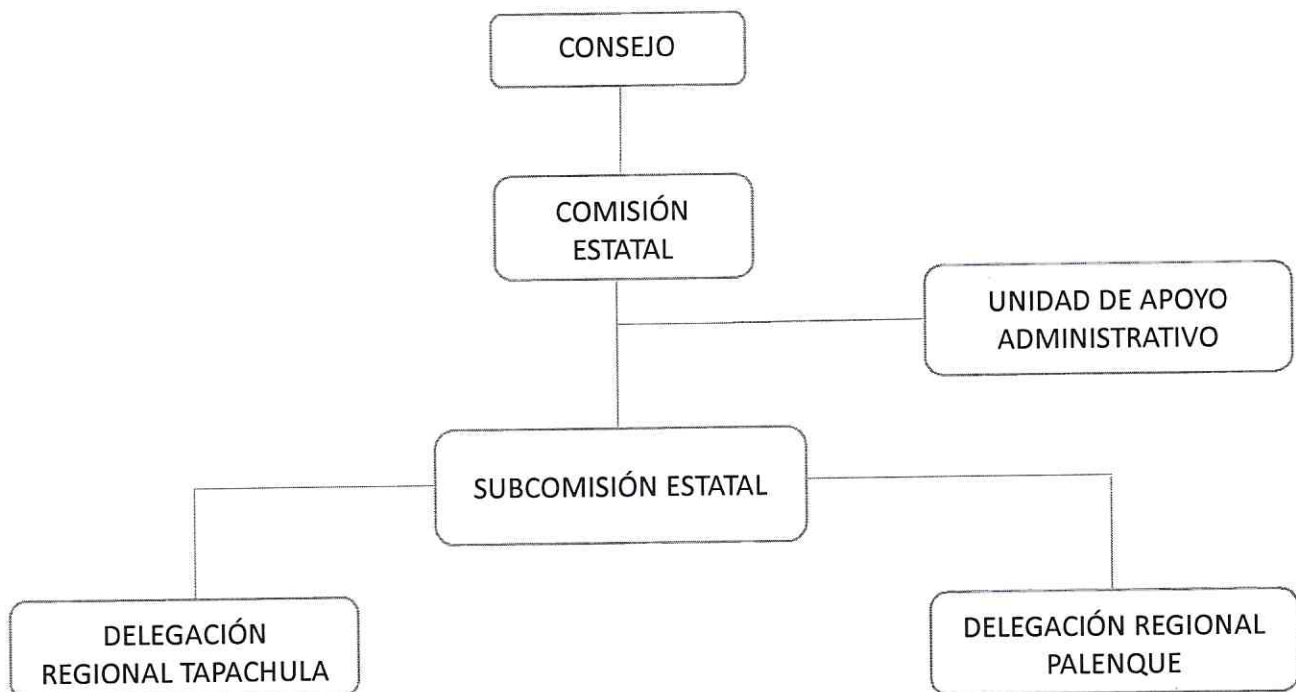 CONSEJO
COMISIÓN
ESTATAL
UNIDAD DE APOYO
ADMINISTRATIVO
SUBCOMISIÓN ESTATAL
DELEGACIÓN
REGIONAL TAPACHULA
DELEGACIÓN REGIONAL
PALENQUE